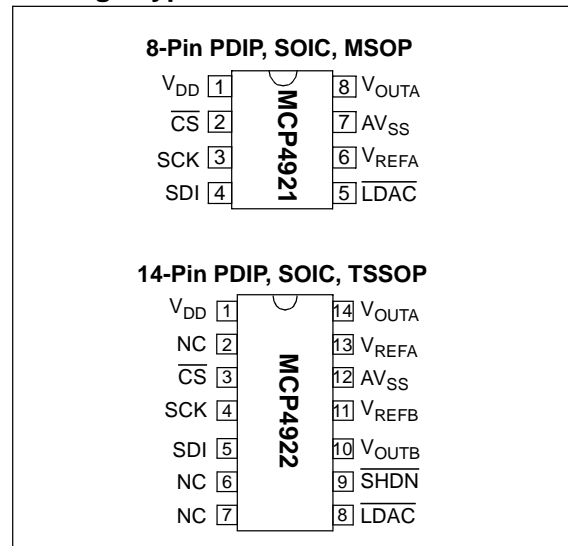 8-Pin PDIP, SOIC, MSOP
VDD 1 8 VOUTA
CS 2 7 AVSS
SCK 3 6 VREFA
SDI 4 5 LDAC
MCP4921
14-Pin PDIP, SOIC, TSSOP
VDD 1 14 VOUTA
NC 2 13 VREFA
CS 3 12 AVSS
SCK 4 11 VREFB
SDI 5 10 VOUTB
NC 6 9 SHDN
NC 7 8 LDAC
MCP4922